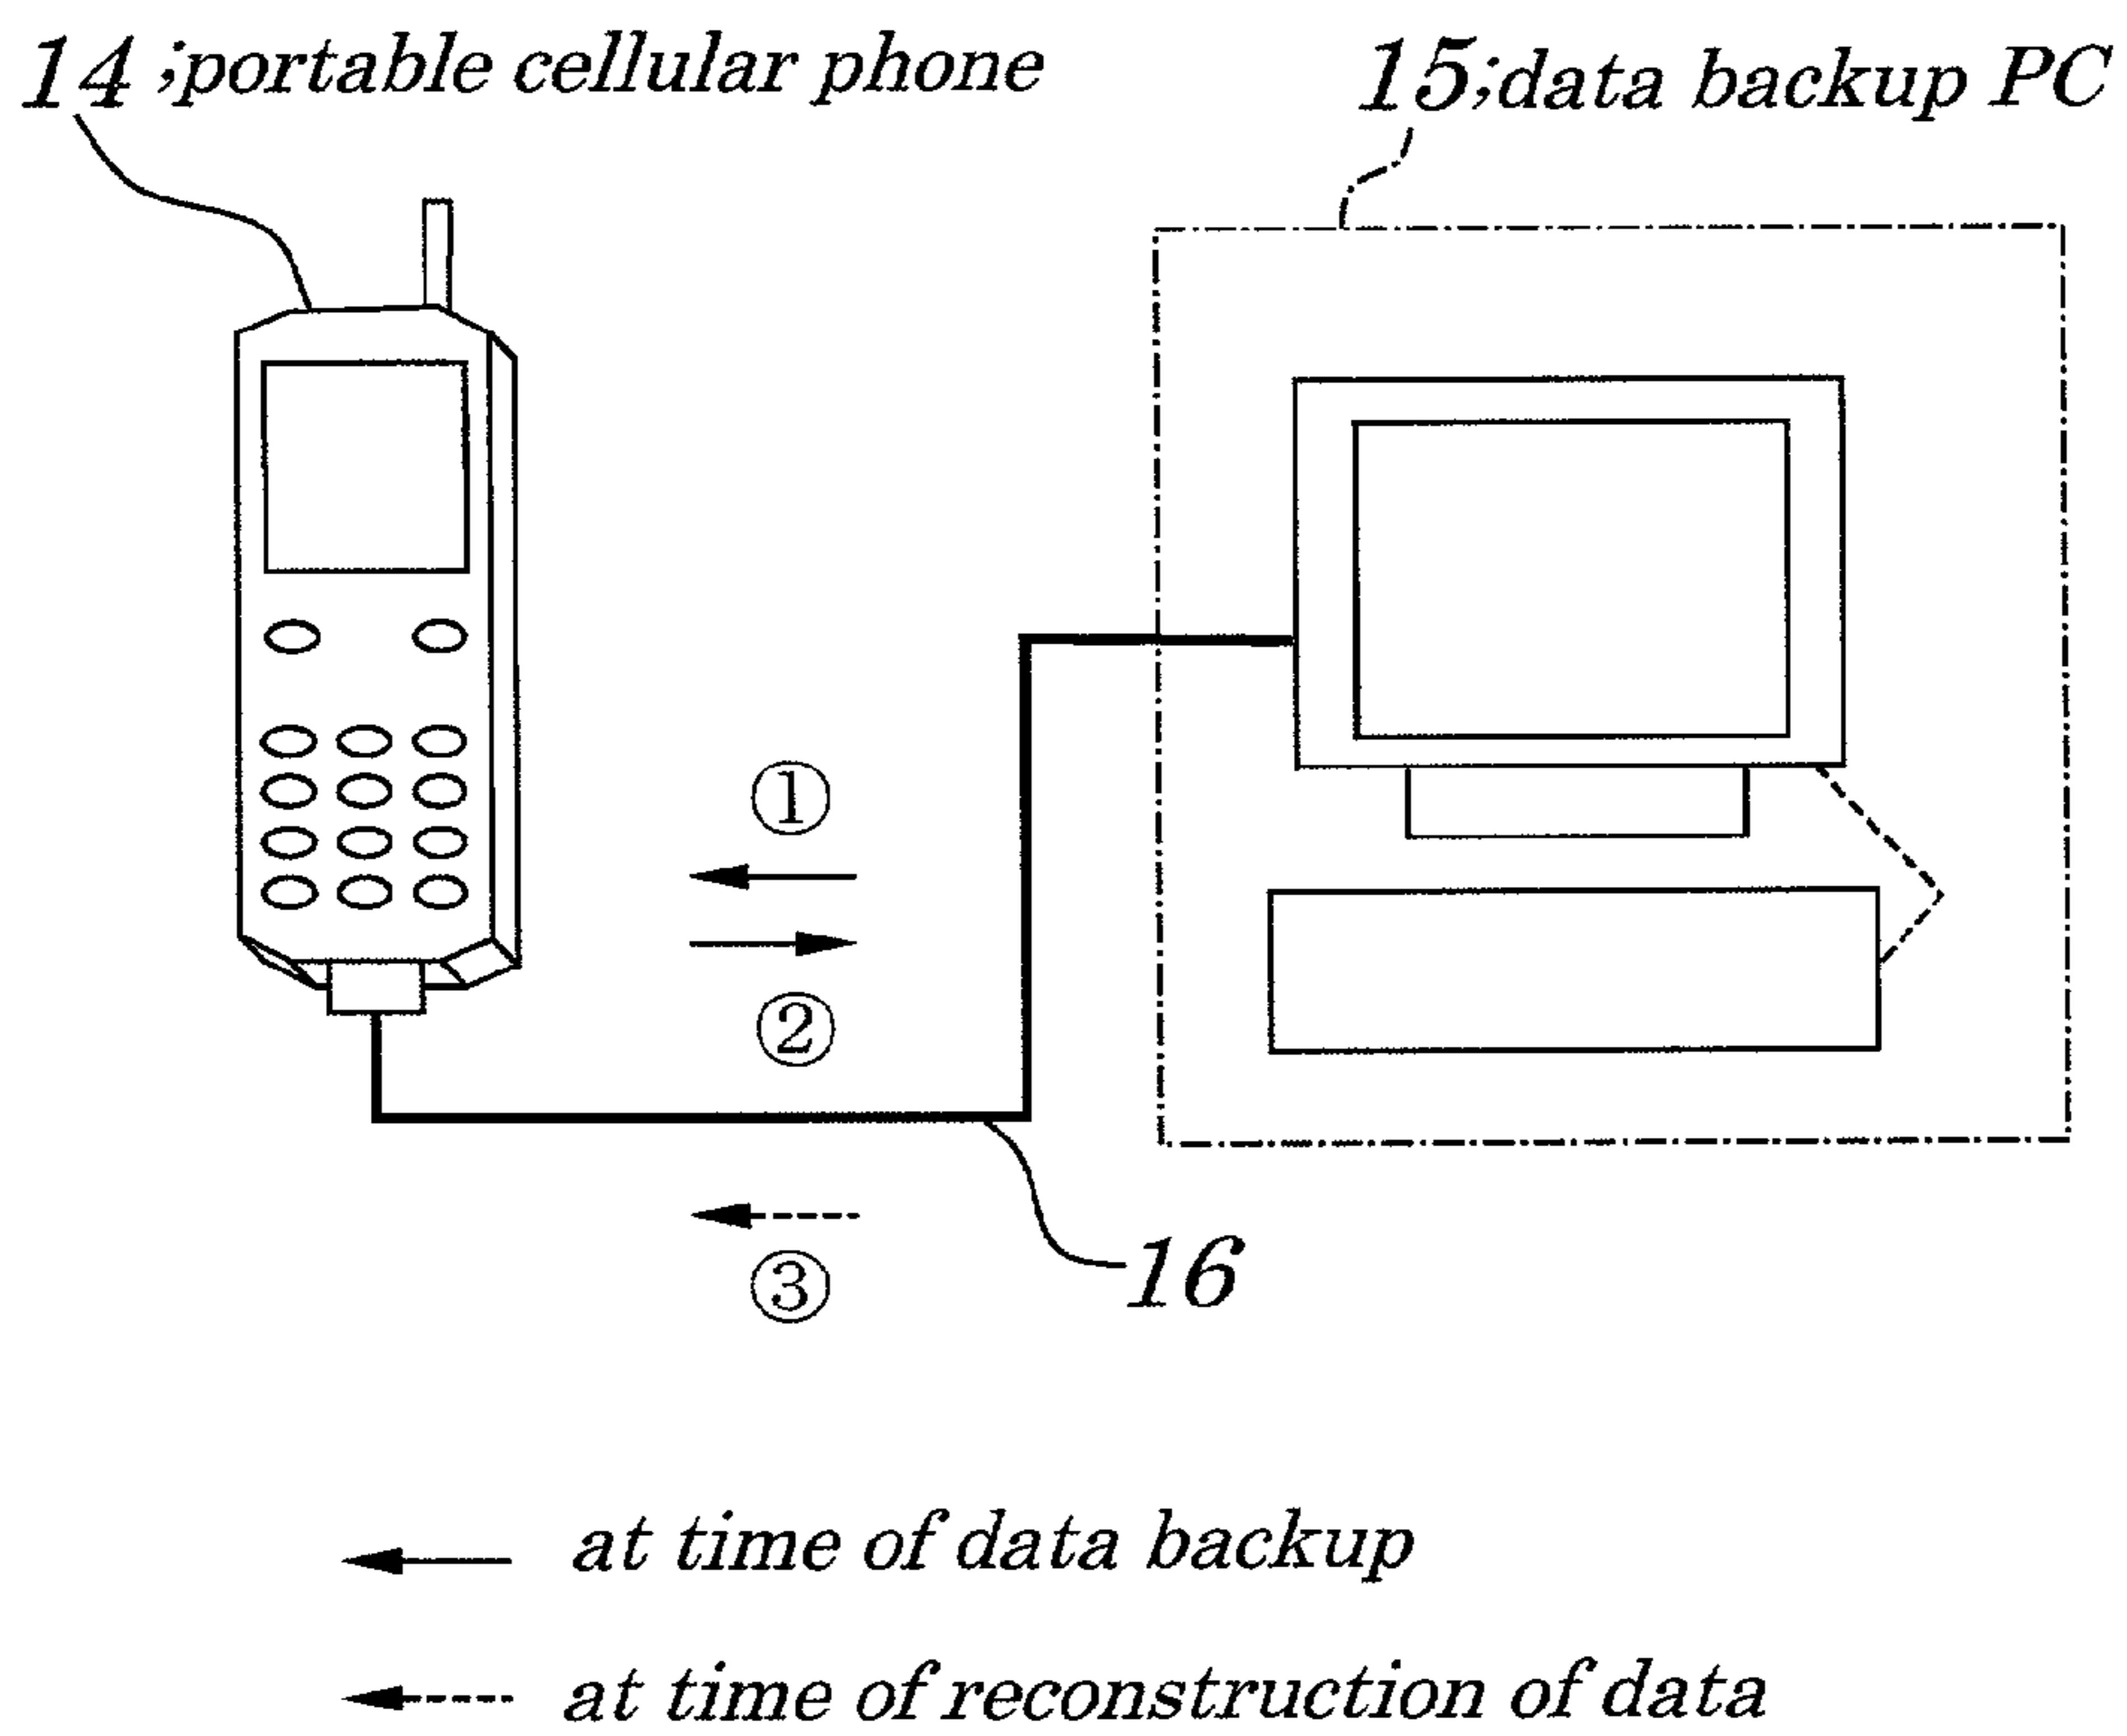 14 ;portable cellular phone
15;data backup PC
①
②
③
16
at time of data backup
at time of reconstruction of data